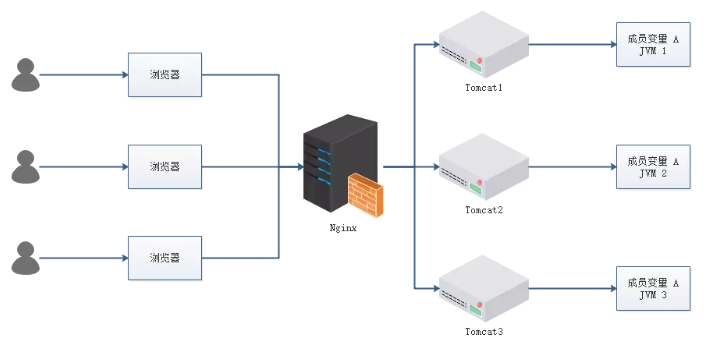 浏览器
浏览器
浏览器
Nginx
Tomcat1
Tomcat2
Tomcat3
成员变量 A
JVM 1
成员变量 A
JVM 2
成员变量 A
JVM 3